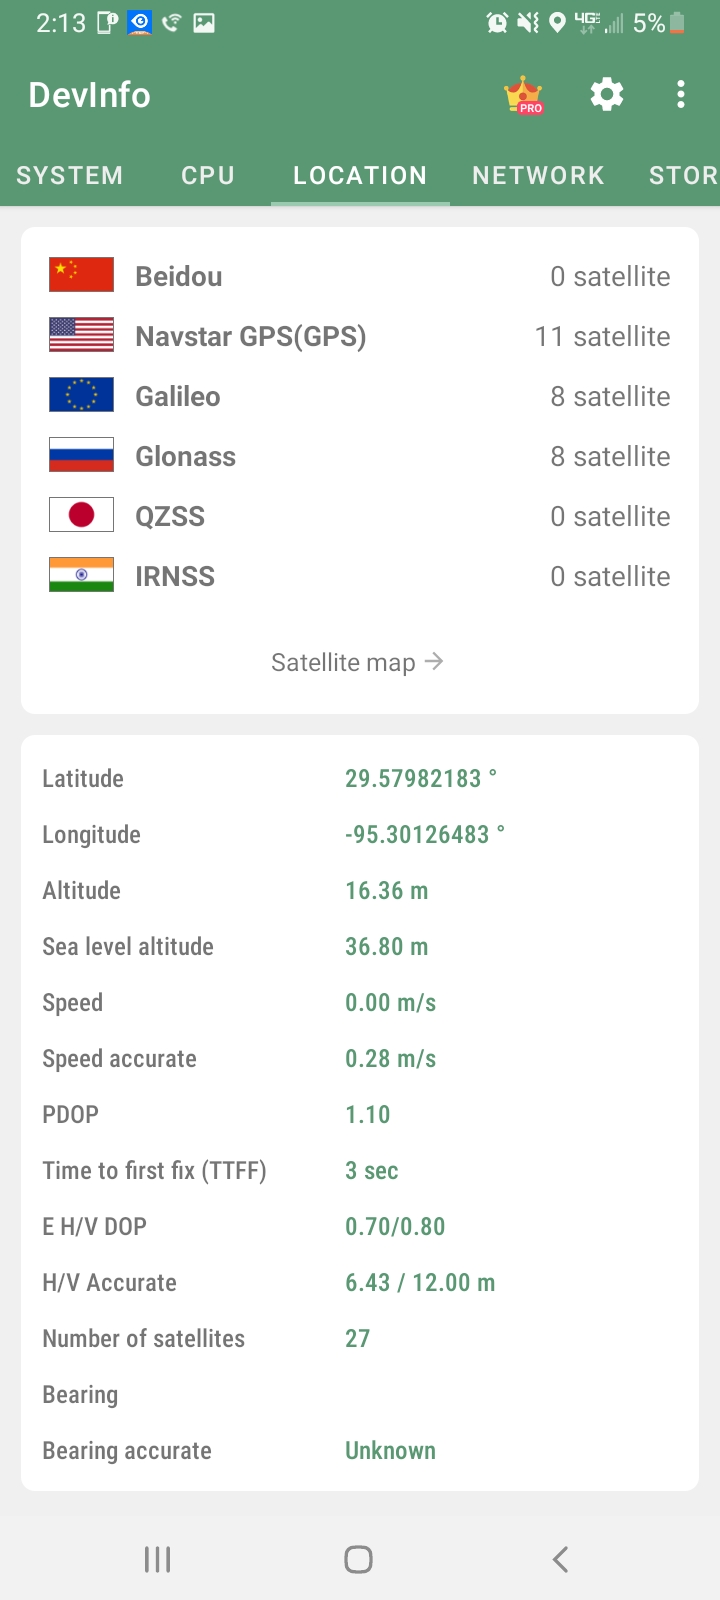 2:13 4G 5%
DevInfo PRO
SYSTEM CPU LOCATION NETWORK STOR
Beidou 0 satellite
Navstar GPS(GPS) 11 satellite
Galileo 8 satellite
Glonass 8 satellite
QZSS 0 satellite
IRNSS 0 satellite
Satellite map →
Latitude 29.57982183 °
Longitude -95.30126483 °
Altitude 16.36 m
Sea level altitude 36.80 m
Speed 0.00 m/s
Speed accurate 0.28 m/s
PDOP 1.10
Time to first fix (TTFF) 3 sec
E H/V DOP 0.70/0.80
H/V Accurate 6.43 / 12.00 m
Number of satellites 27
Bearing
Bearing accurate Unknown